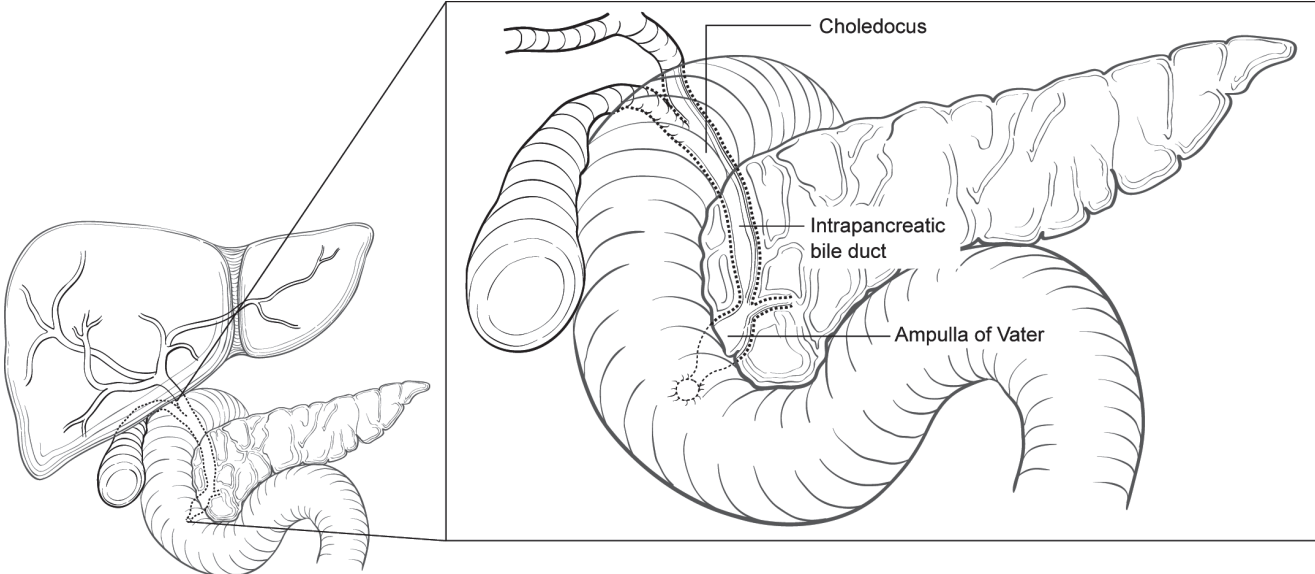 Choledocus
Intrapancreatic
bile duct
Ampulla of Vater